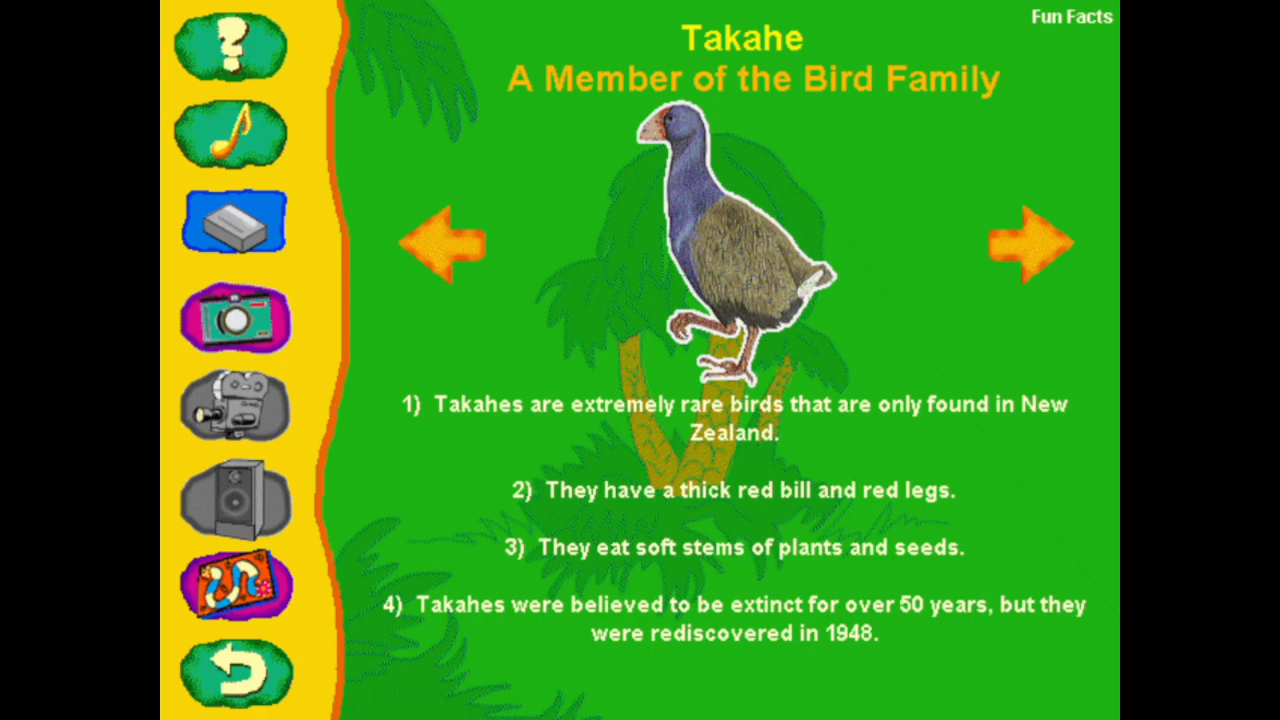 Fun Facts
Takahe
A Member of the Bird Family
1) Takahes are extremely rare birds that are only found in New
Zealand.
2) They have a thick red bill and red legs.
3) They eat soft stems of plants and seeds.
4) Takahes were believed to be extinct for over 50 years, but they
were rediscovered in 1948.